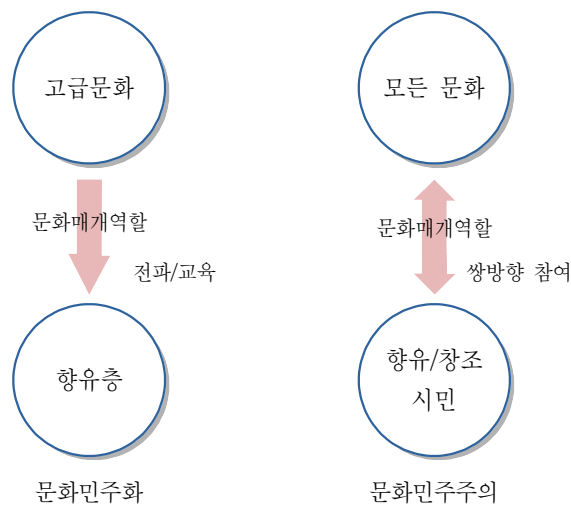 고급문화
문화매개역할
전파/교육
향유층
문화민주화
모든 문화
문화매개역할
쌍방향 참여
향유/창조
시민
문화민주주의